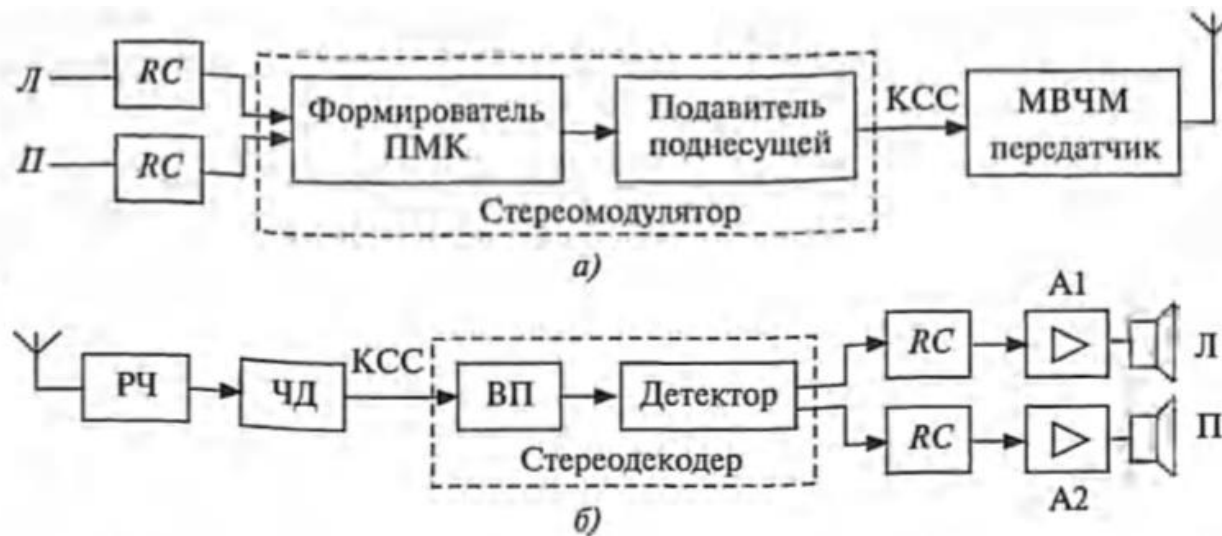 Л
RC
П
RC
Формирователь
ПМК
Подавитель
поднесущей
Стереомодулятор
КСС
МВЧМ
передатчик
а)
РЧ
ЧД
КСС
ВП
Детектор
Стереодекодер
RC
A1
Л
RC
A2
П
б)